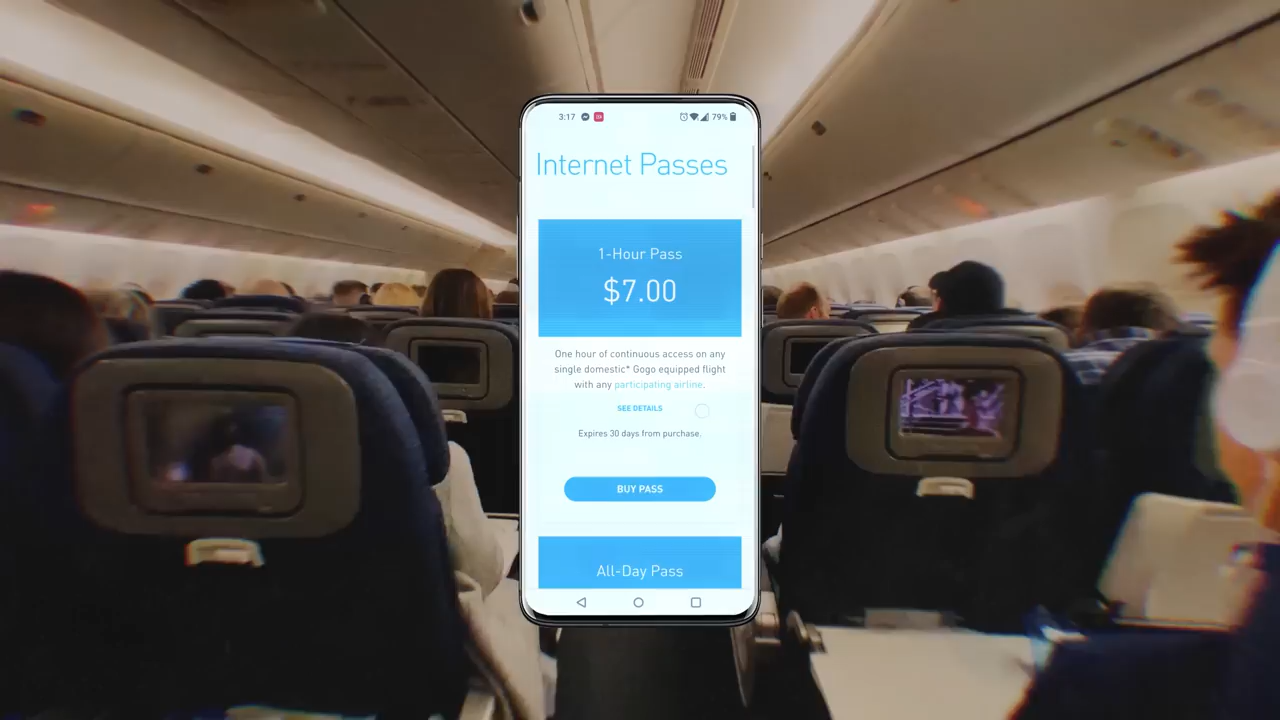 3:17 79%
Internet Passes
1-Hour Pass
$7.00
One hour of continuous access on any
single domestic* Gogo equipped flight
with any participating airline.
SEE DETAILS
Expires 30 days from purchase.
BUY PASS
All-Day Pass